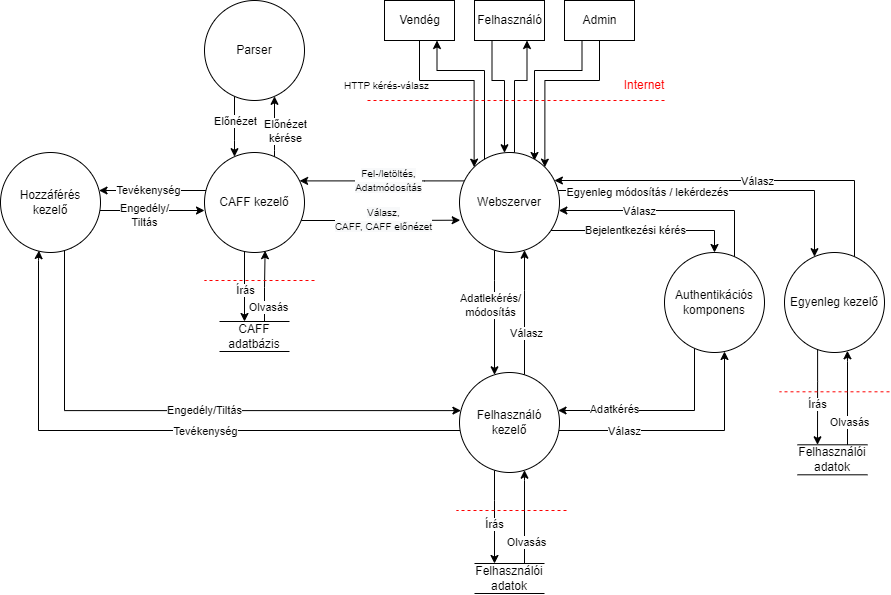 Vendég
Felhasználó
Admin
Parser
HTTP kérés-válasz
Internet
Előnézet
Előnézet
kérése
Hozzáférés
kezelő
Tevékenység
Engedély/
Tiltás
CAFF kezelő
Fel-/letöltés,
Adatmódosítás
Válasz,
CAFF, CAFF előnézet
Webszerver
Válasz
Egyenleg módosítás / lekérdezés
Válasz
Bejelentkezési kérés
Írás
Olvasás
CAFF
adatbázis
Adatlekérés/
módosítás
Válasz
Authentikációs
komponens
Egyenleg kezelő
Engedély/Tiltás
Tevékenység
Felhasználó
kezelő
Adatkérés
Válasz
Írás
Olvasás
Felhasználói
adatok
Írás
Olvasás
Felhasználói
adatok